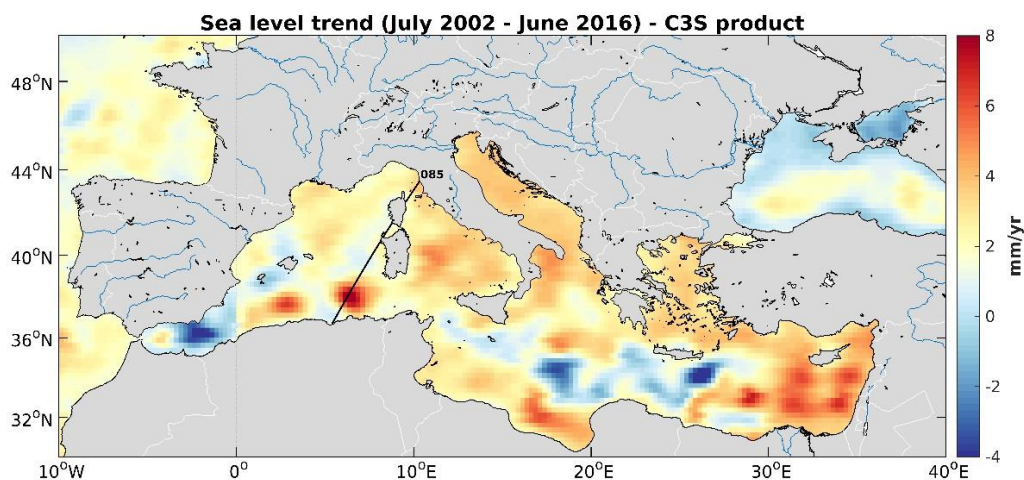 Sea level trend (July 2002 - June 2016) - C3S product
8
48°N
6
085
44°N
4
40°N
2
mm/yr
0
36°N
-2
32°N
-4
10°W
0°
10°E
20°E
30°E
40°E